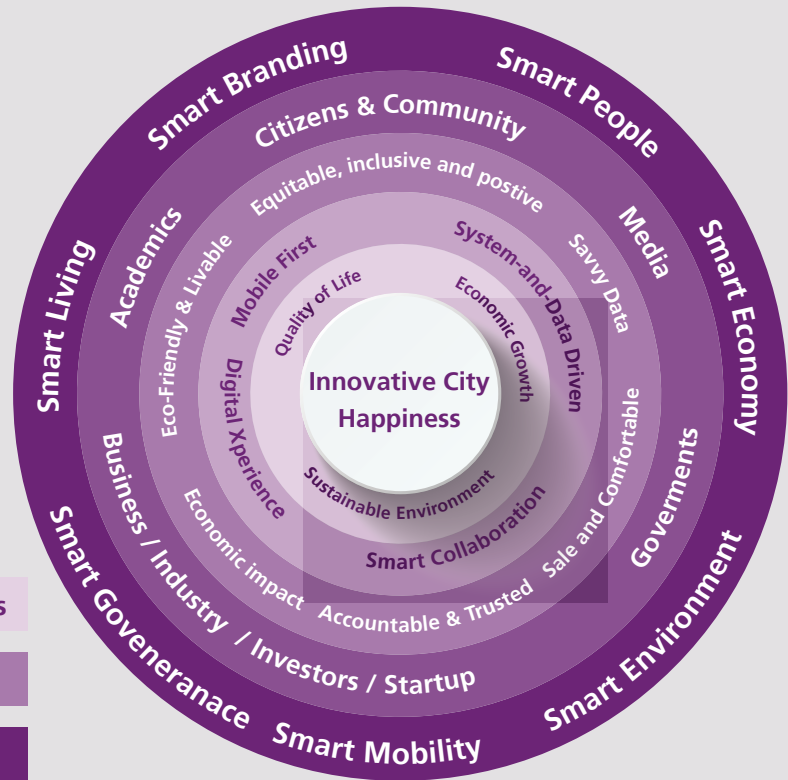 Smart Branding
Smart People
Smart Economy
Smart Environment
Smart Mobility
Smart Goveneranace
Smart Living
Citizens & Community
Media
Goverments
Business / Industry / Investors / Startup
Academics
Equitable, inclusive and postive
Savvy Data
Sale and Comfortable
Accountable & Trusted
Economic impact
Eco-Friendly & Livable
Mobile First
System-and-Data Driven
Smart Collaboration
Digital Xperience
Quality of Life
Economic Growth
Sustainable Environment
Innovative City
Happiness
s